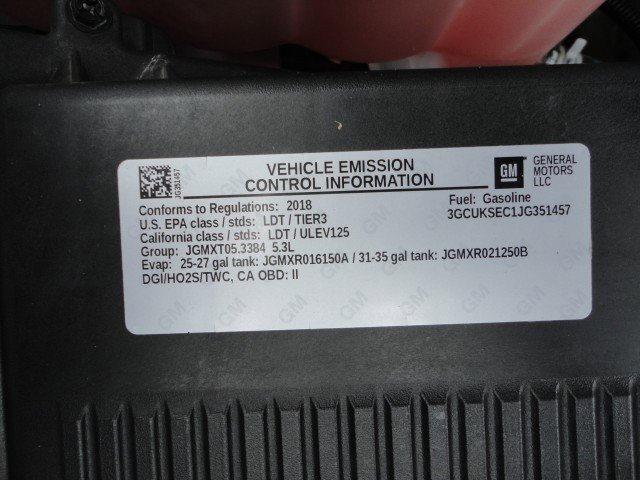 JG351457
VEHICLE EMISSION
CONTROL INFORMATION
GM
GENERAL
MOTORS
LLC
Conforms to Regulations: 2018
Fuel: Gasoline
U.S. EPA class / stds: LDT / TIER3
3GCUKSEC1JG351457
California class / stds: LDT / ULEV125
Group: JGMXT05.3384 5.3L
Evap: 25-27 gal tank: JGMXR016150A / 31-35 gal tank: JGMXR021250B
DGI/HO2S/TWC, CA OBD: II